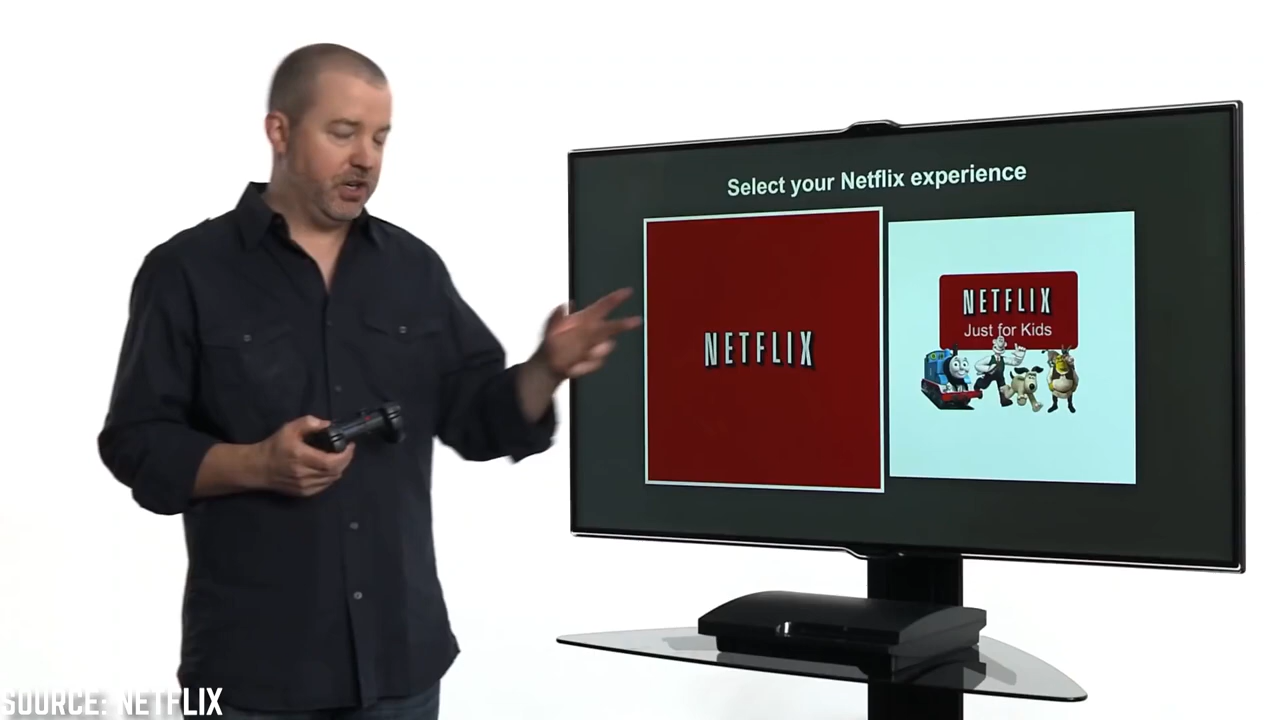 Select your Netflix experience
NETFLIX
NETFLIX
Just for Kids
SOURCE: NETFLIX